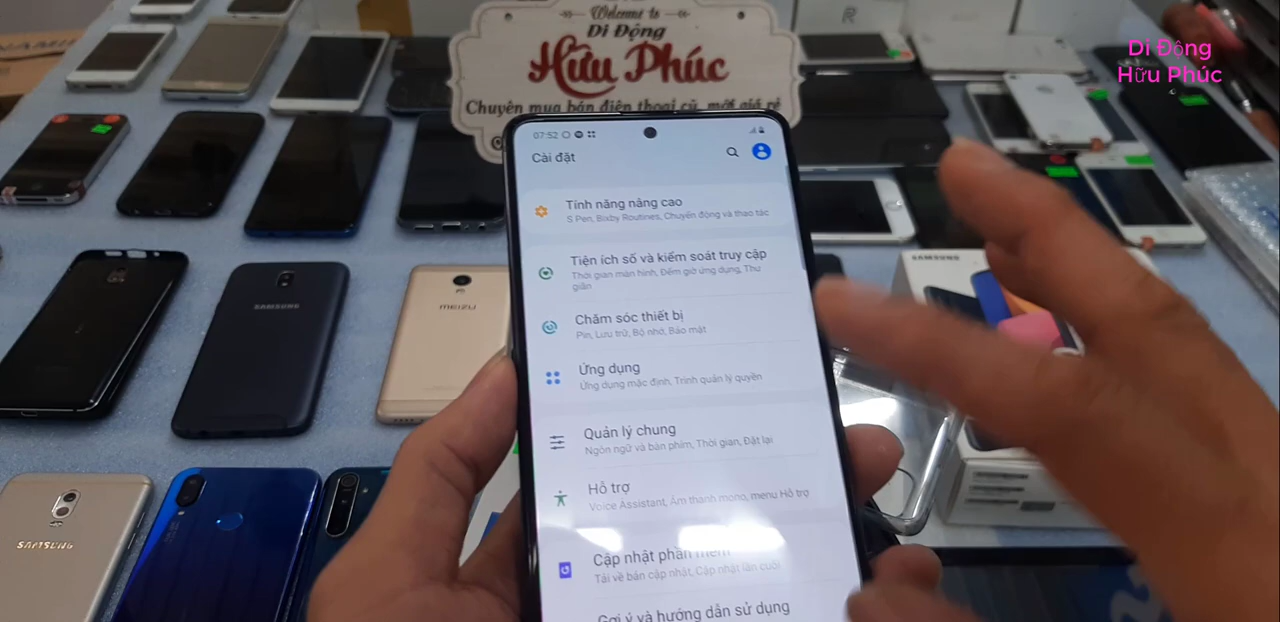 Welcome to
Di Động
Hữu Phúc
Chuyên mua bán điện thoại cũ, mới giá rẻ
Di Động
Hữu Phúc
07:52
Cài đặt
Tính năng nâng cao
S Pen, Bixby Routines, Chuyển động và thao tác
Tiện ích số và kiểm soát truy cập
Thời gian màn hình, Đếm giờ ứng dụng, Thư
giãn
Chăm sóc thiết bị
Pin, Lưu trữ, Bộ nhớ, Bảo mật
Ứng dụng
Ứng dụng mặc định, Trình quản lý quyền
Quản lý chung
Ngôn ngữ và bàn phím, Thời gian, Đặt lại
Hỗ trợ
Voice Assistant, Âm thanh mono, menu Hỗ trợ
Cập nhật phần mềm
Tải về bản cập nhật, Cập nhật lần cuối
Gợi ý và hướng dẫn sử dụng
SAMSUNG
MEIZU
SAMSUNG
SAMSUNG